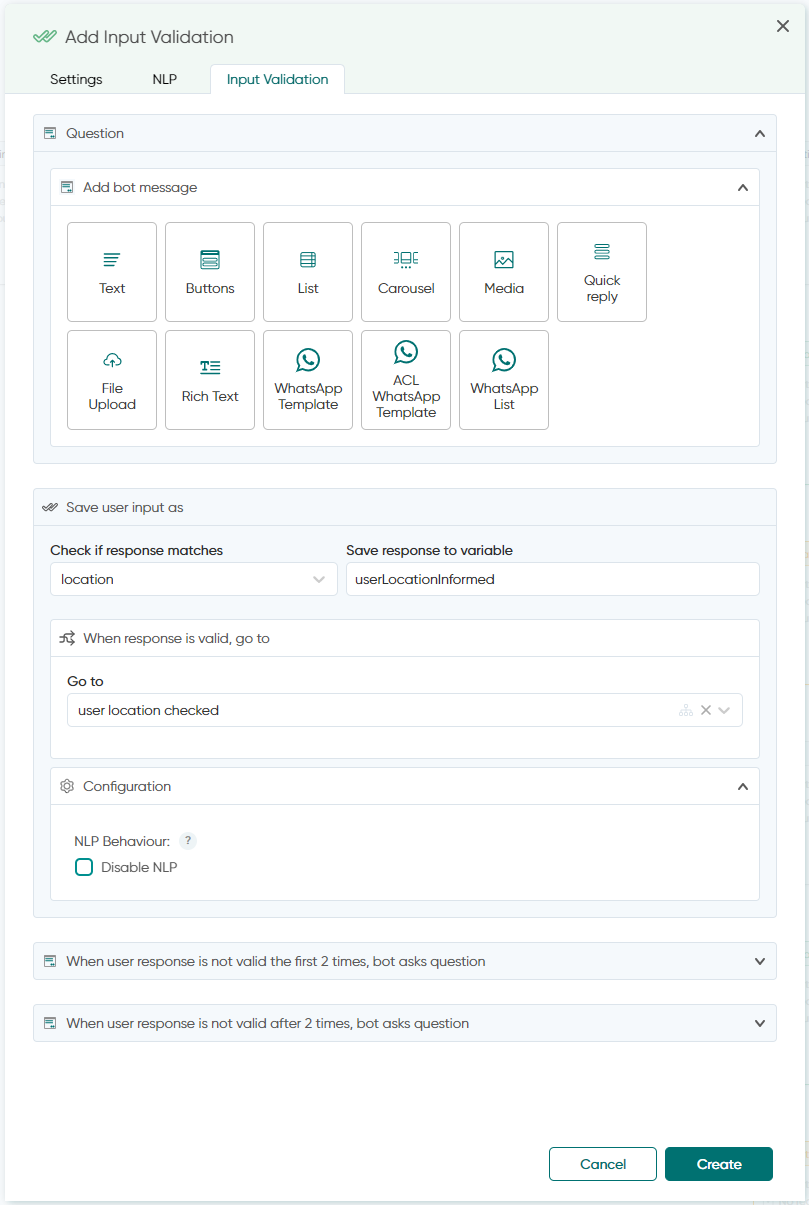 Add Input Validation
Settings
NLP
Input Validation
Question
Add bot message
Text
Buttons
List
Carousel
Media
Quick
reply
File
Upload
Rich Text
WhatsApp
Template
ACL
WhatsApp
Template
WhatsApp
List
Save user input as
Check if response matches
Save response to variable
location
userLocationInformed
When response is valid, go to
Go to
user location checked
Configuration
NLP Behaviour: ?
Disable NLP
When user response is not valid the first 2 times, bot asks question
When user response is not valid after 2 times, bot asks question
Cancel
Create